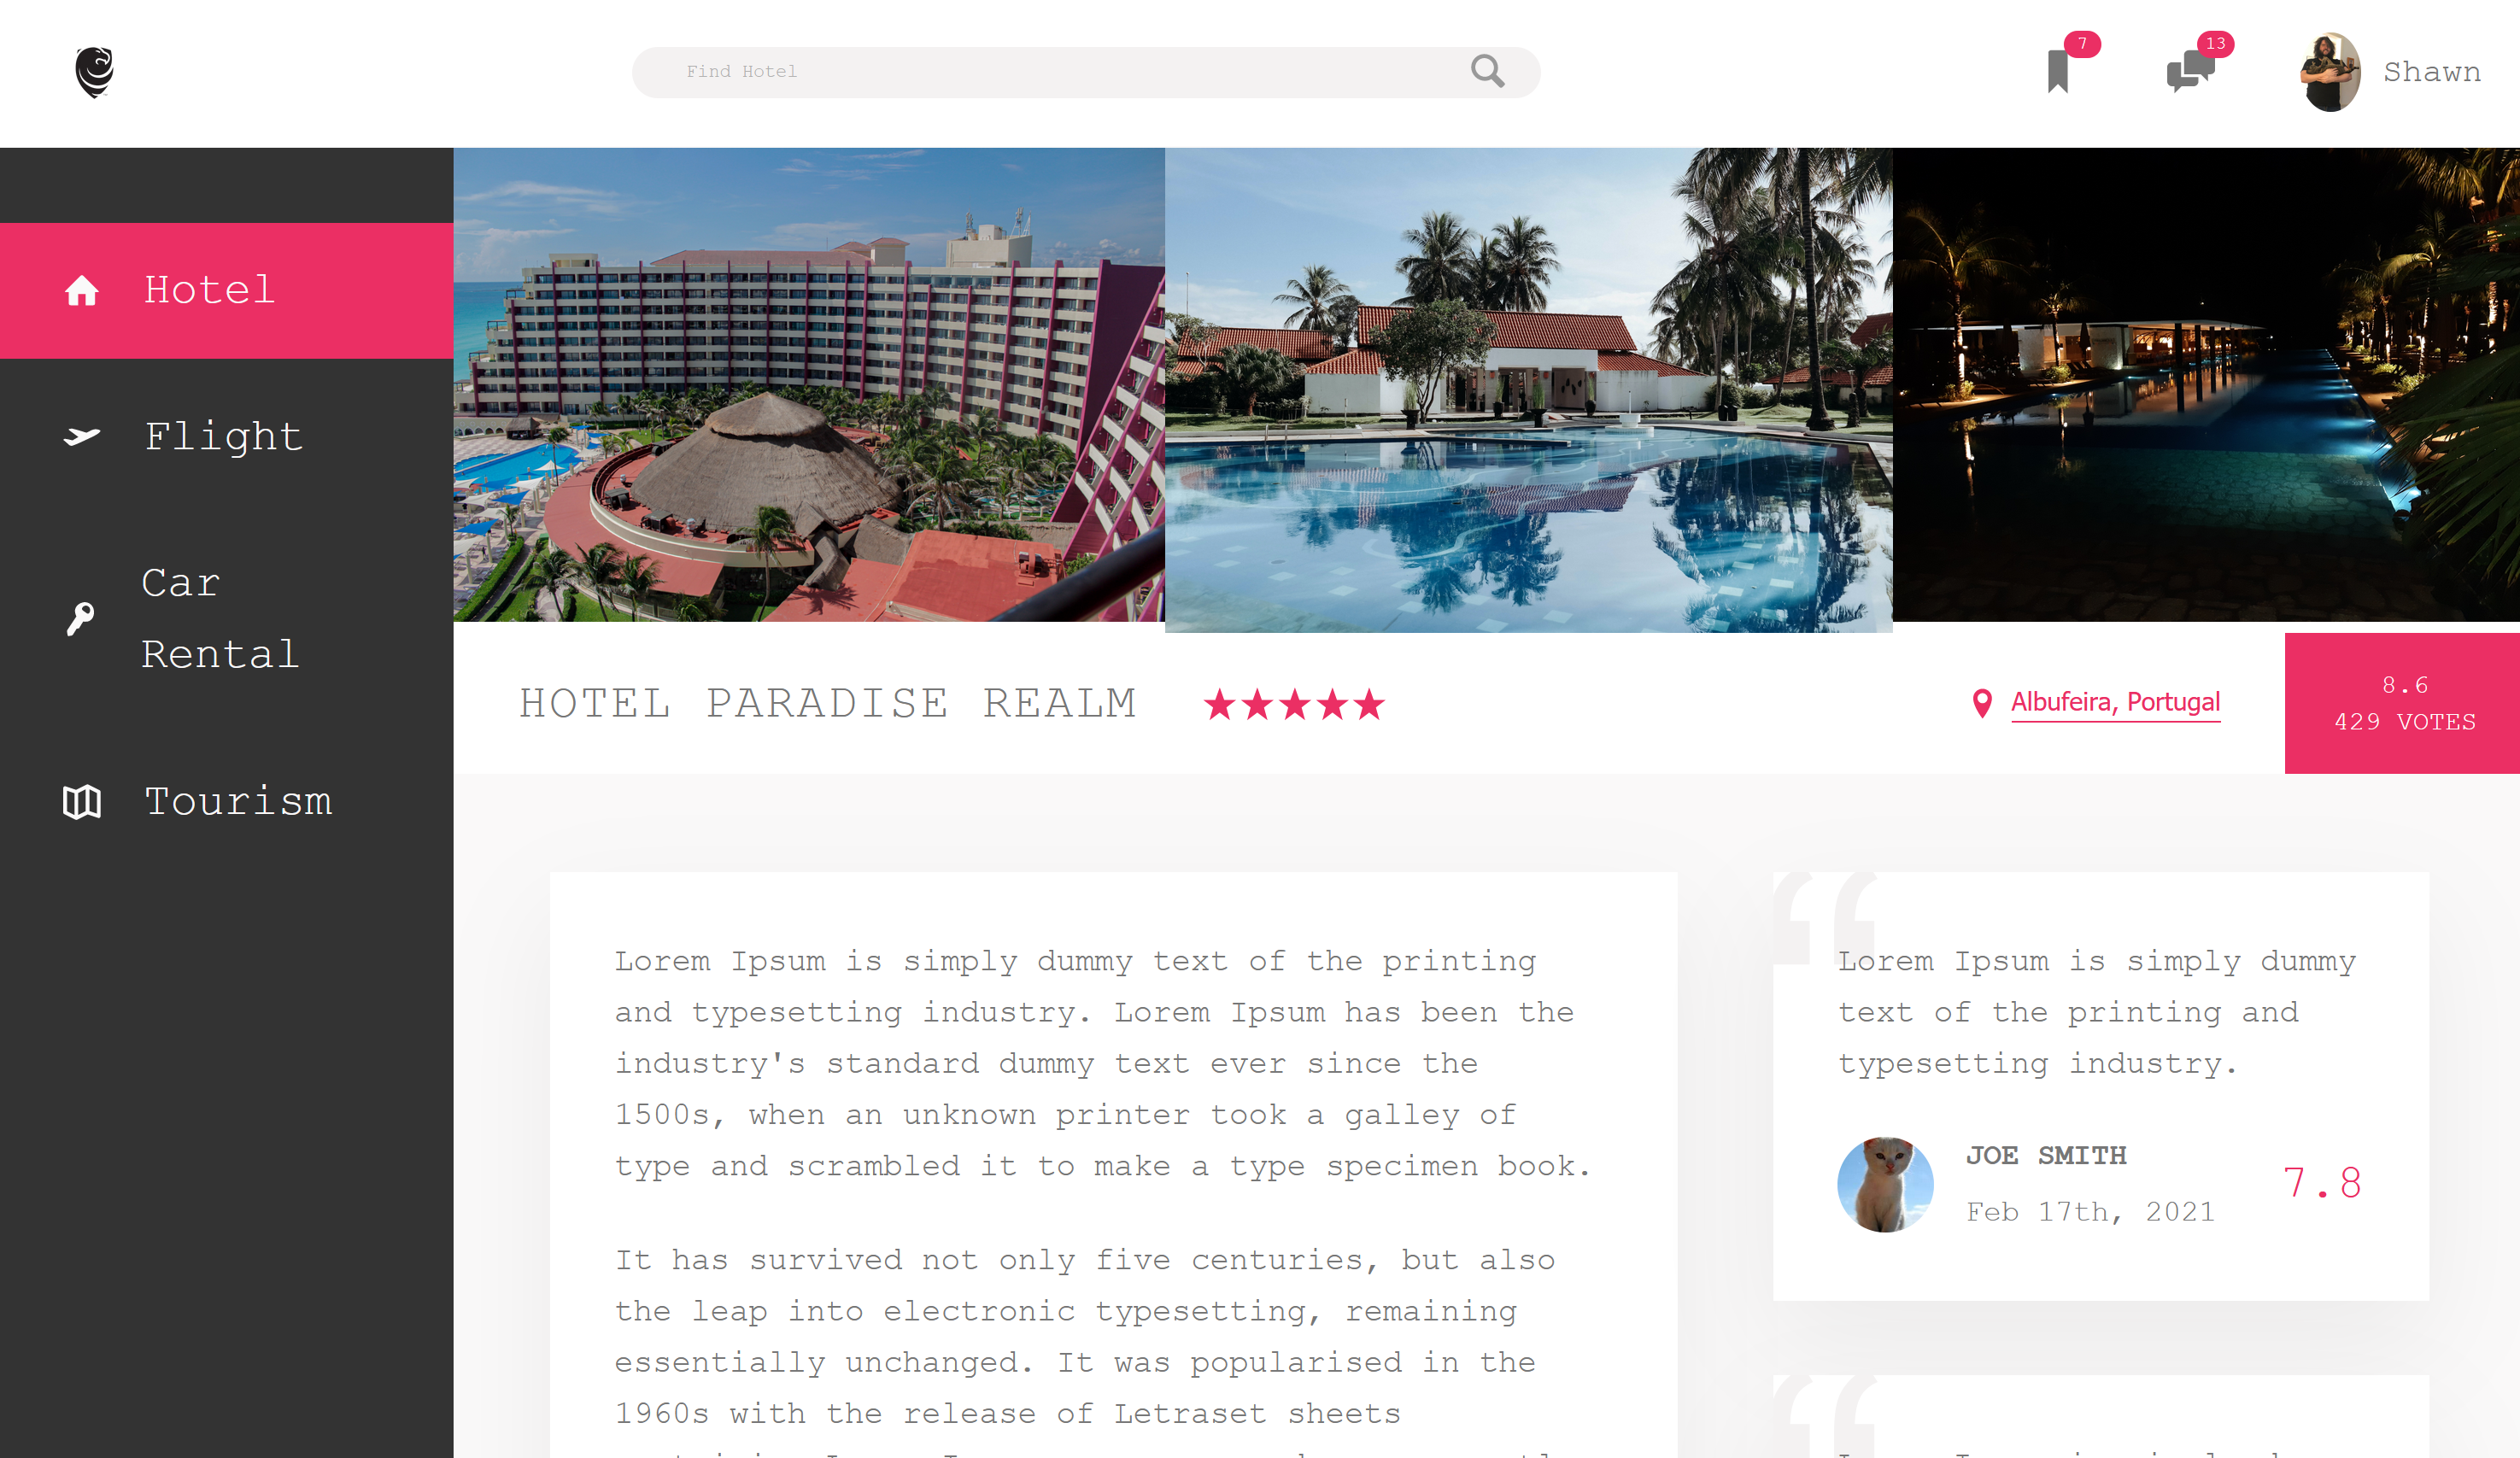 Find Hotel
7
13
Shawn
Hotel
Flight
Car
Rental
Tourism
HOTEL PARADISE REALM
Albufeira, Portugal
8.6
429 VOTES
Lorem Ipsum is simply dummy text of the printing
and typesetting industry. Lorem Ipsum has been the
industry's standard dummy text ever since the
1500s, when an unknown printer took a galley of
type and scrambled it to make a type specimen book.
It has survived not only five centuries, but also
the leap into electronic typesetting, remaining
essentially unchanged. It was popularised in the
1960s with the release of Letraset sheets
“
Lorem Ipsum is simply dummy
text of the printing and
typesetting industry.
JOE SMITH
Feb 17th, 2021
7.8
“